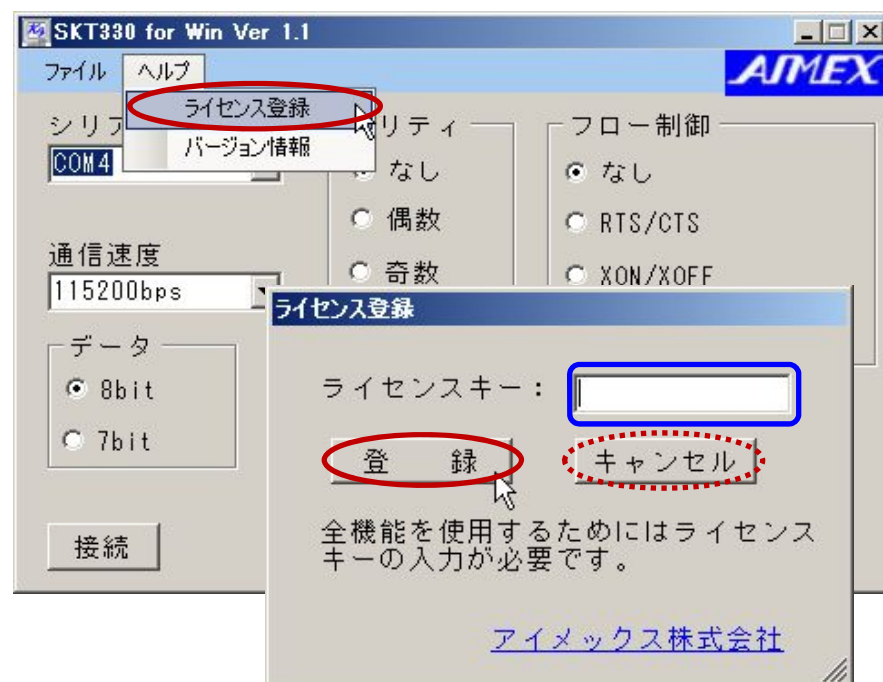 SKT330 for Win Ver 1.1
ファイル ヘルプ
AIMEX
ライセンス登録
バージョン情報
シリア
COM4
リティ
なし
偶数
奇数
フロー制御
なし
RTS/CTS
XON/XOFF
通信速度
115200bps
データ
8bit
7bit
接続
ライセンス登録
ライセンスキー:
登 録
キャンセル
全機能を使用するためにはライセンス
キーの入力が必要です。
アイメックス株式会社